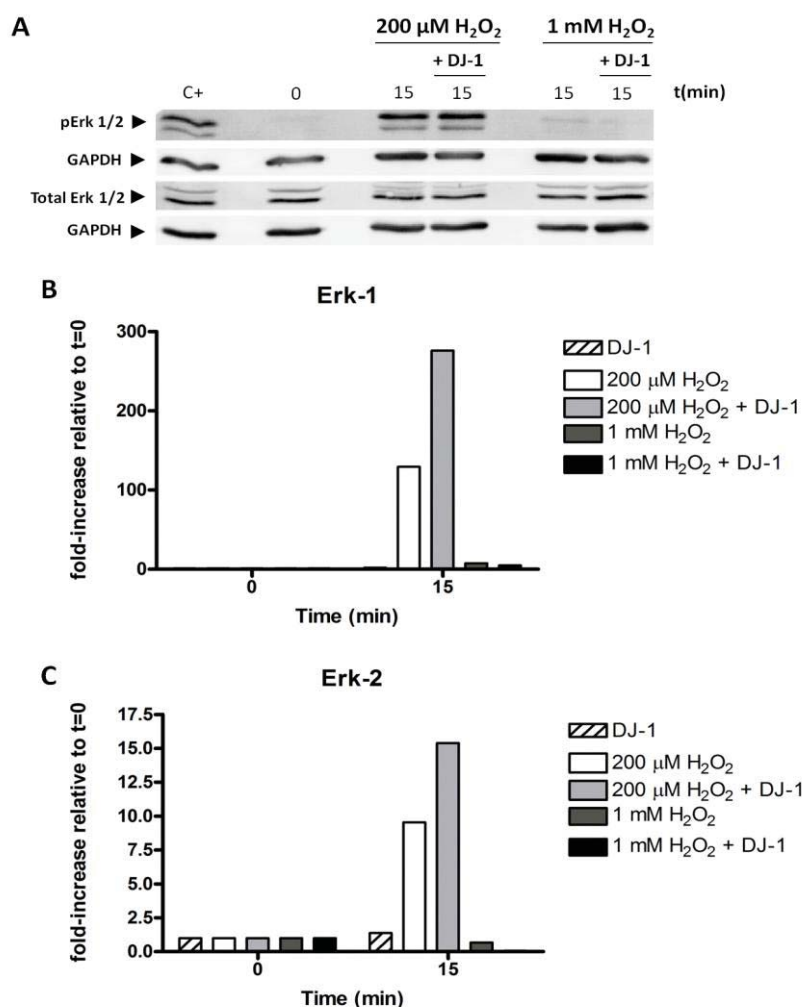 A
200 µM H₂O₂ 1 mM H₂O₂
+ DJ-1 + DJ-1
C+ 0 15 15 15 15 t(min)
pErk 1/2 ►
GAPDH ►
Total Erk 1/2 ►
GAPDH ►
B
Erk-1
fold-increase relative to t=0
300
200
100
0
0 15
Time (min)
DJ-1
200 µM H₂O₂
200 µM H₂O₂ + DJ-1
1 mM H₂O₂
1 mM H₂O₂ + DJ-1
C
Erk-2
fold-increase relative to t=0
17.5
15.0
12.5
10.0
7.5
5.0
2.5
0.0
0 15
Time (min)
DJ-1
200 µM H₂O₂
200 µM H₂O₂ + DJ-1
1 mM H₂O₂
1 mM H₂O₂ + DJ-1